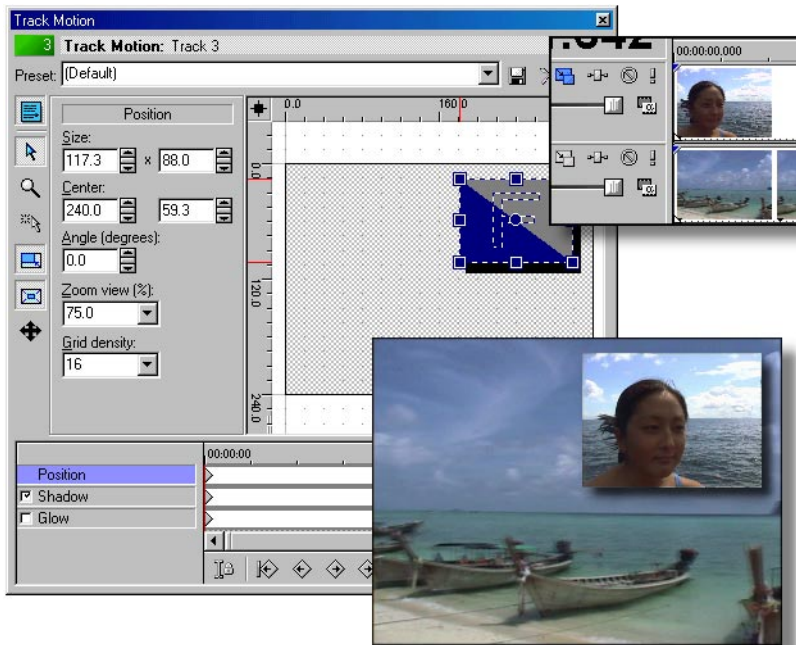 Track Motion
3 Track Motion: Track 3
Preset: (Default)
Position
Size:
117.3 x 88.0
Center:
240.0 59.3
Angle (degrees):
0.0
Zoom view (%):
75.0
Grid density:
16
0.0 160.0
0.0
120.0
240.0
00:00:00.000
00:00:00
Position
Shadow
Glow